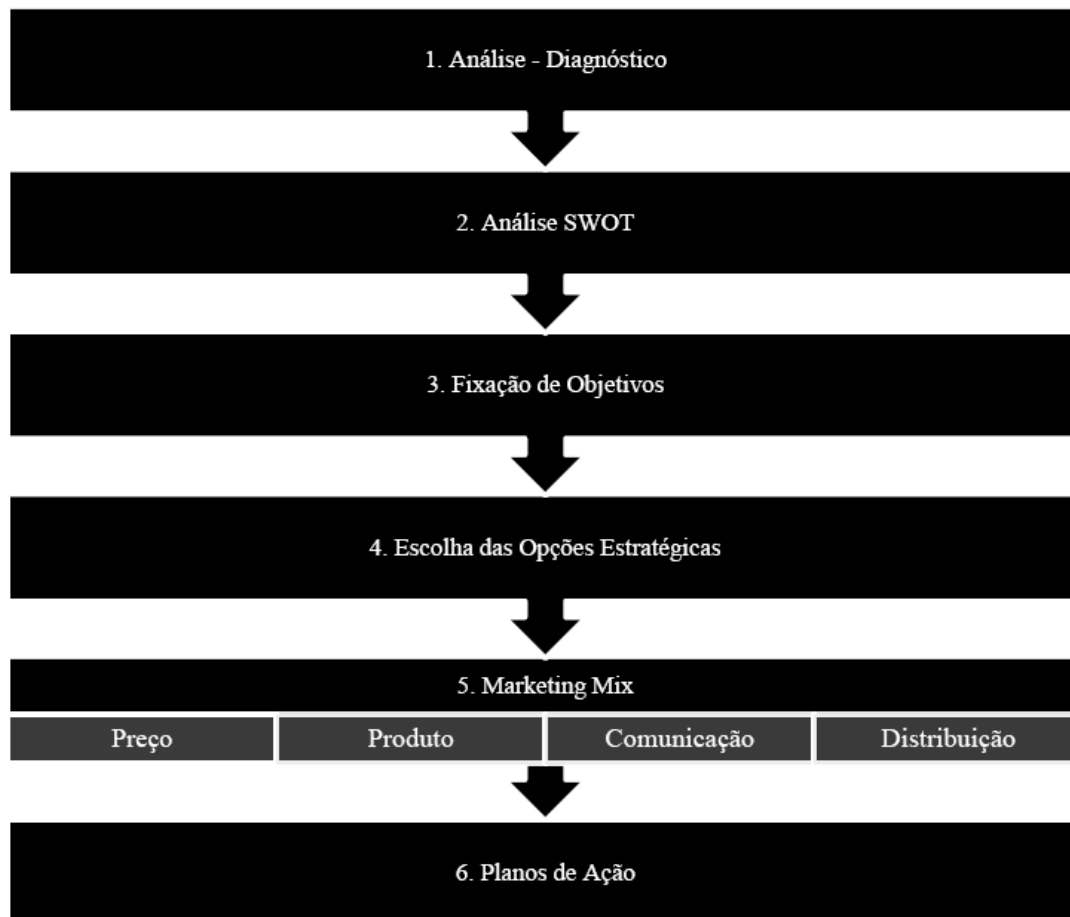 1. Análise - Diagnóstico
2. Análise SWOT
3. Fixação de Objetivos
4. Escolha das Opções Estratégicas
5. Marketing Mix
Preço Produto Comunicação Distribuição
6. Planos de Ação